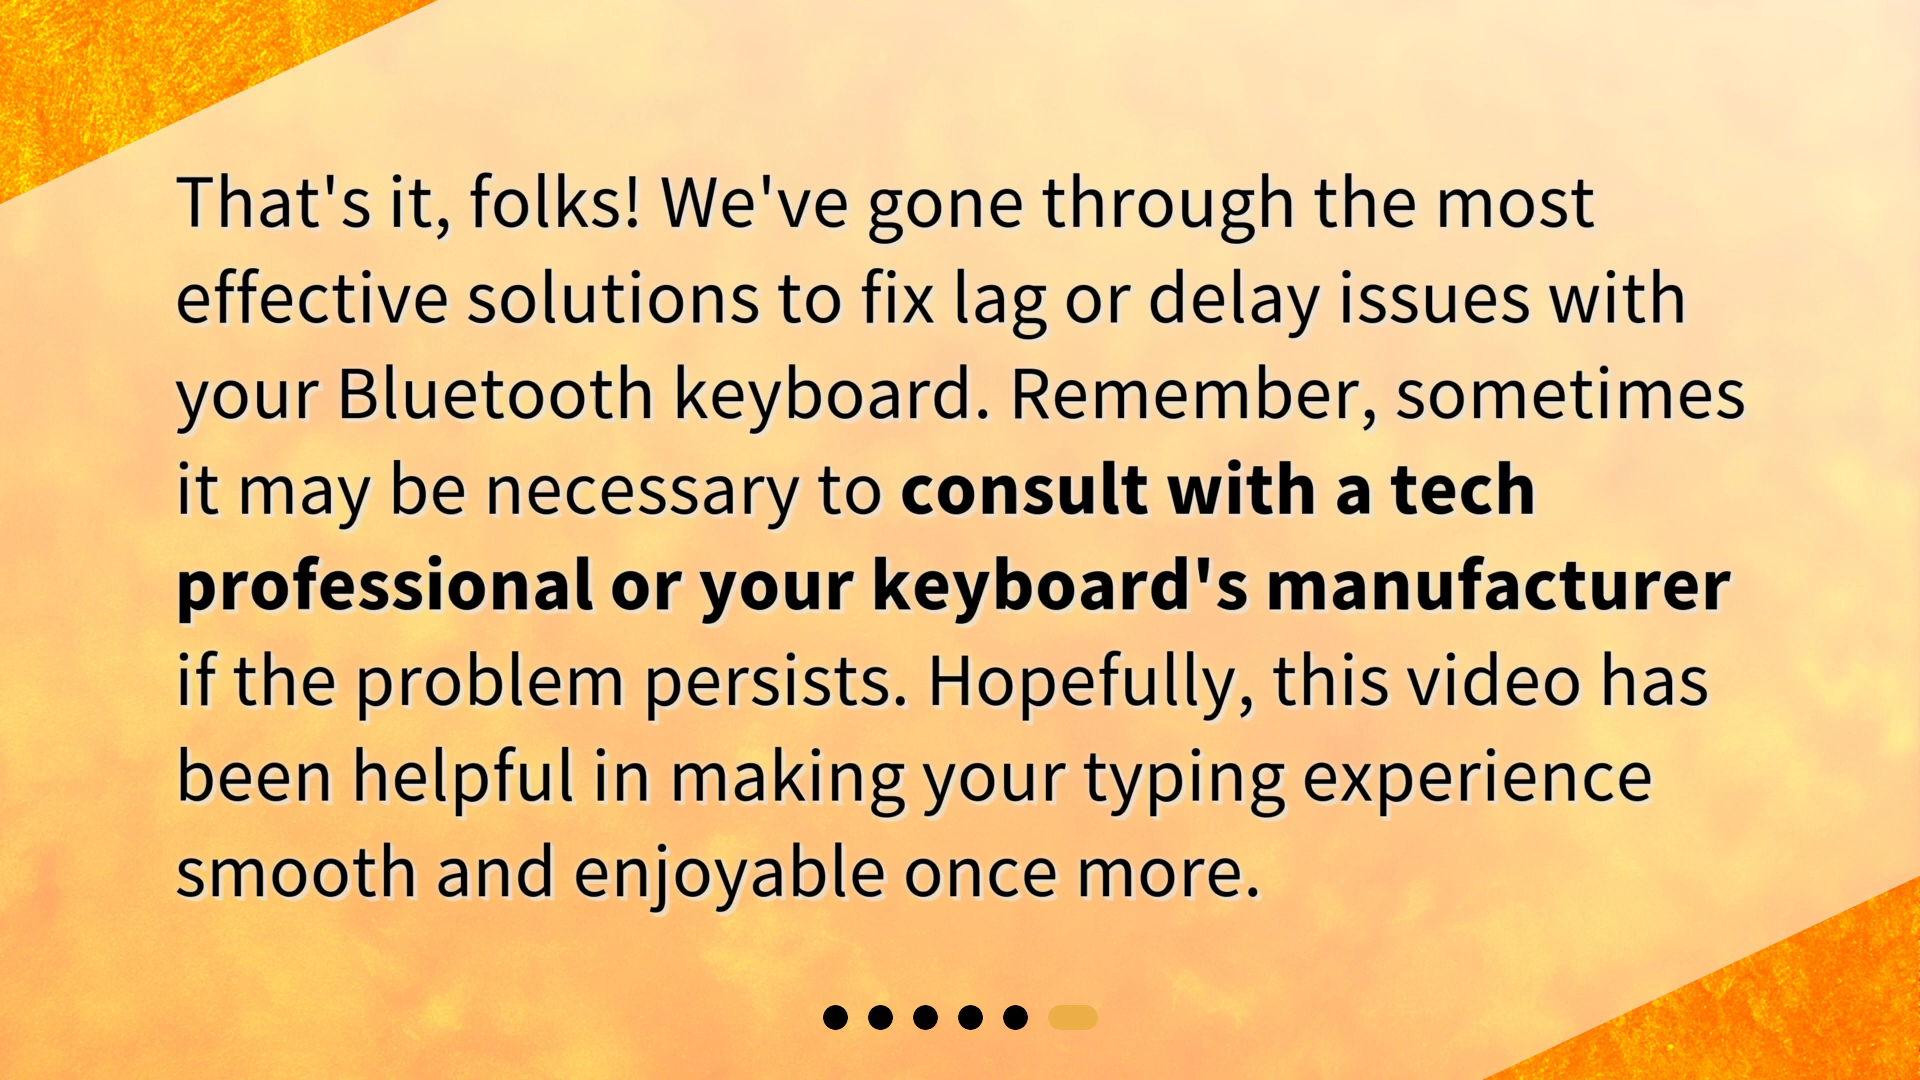 That's it, folks! We've gone through the most
effective solutions to fix lag or delay issues with
your Bluetooth keyboard. Remember, sometimes
it may be necessary to consult with a tech
professional or your keyboard's manufacturer
if the problem persists. Hopefully, this video has
been helpful in making your typing experience
smooth and enjoyable once more.